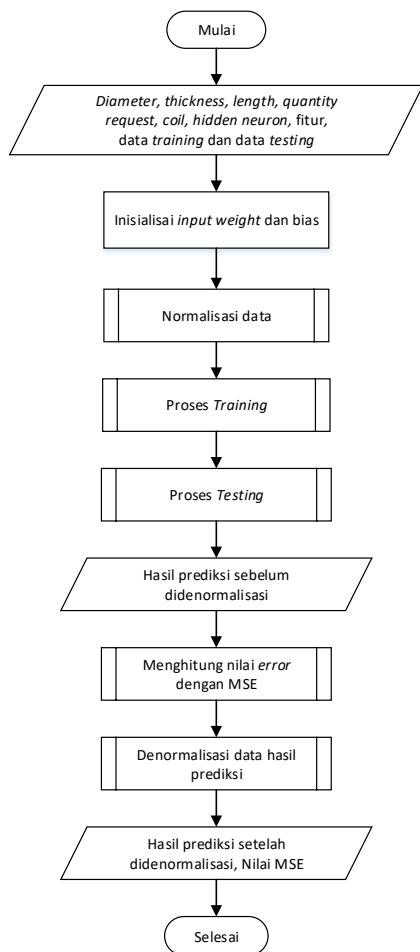 Mulai
Diameter, thickness, length, quantity
request, coil, hidden neuron, fitur,
data training dan data testing
Inisialisai input weight dan bias
Normalisasi data
Proses Training
Proses Testing
Hasil prediksi sebelum
didenormalisasi
Menghitung nilai error
dengan MSE
Denormalisasi data hasil
prediksi
Hasil prediksi setelah
didenormalisasi, Nilai MSE
Selesai